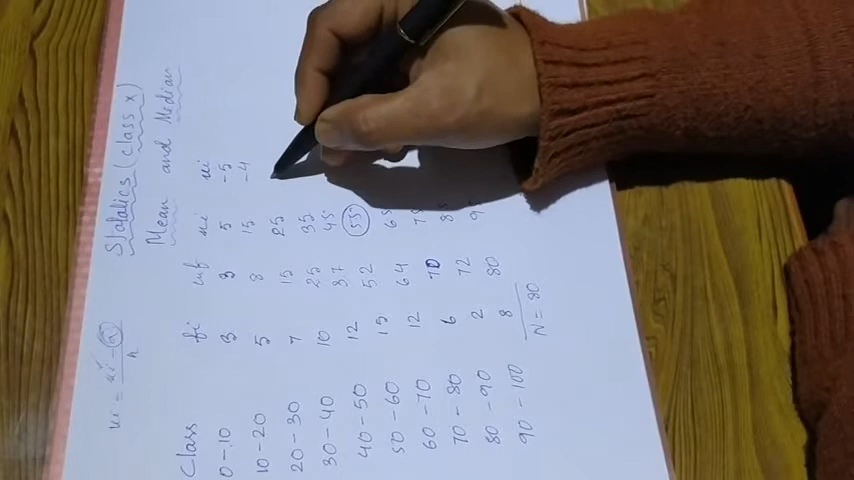 Statatics (class x)
Mean and Median
ui = xi - a / h
Class fi cuf xi ui
0-10 3 3 5 -5
10-20 5 8 15 -4
20-30 7 15 25
30-40 10 25 35
40-50 12 37 45
50-60 15 52 55
60-70 12 64 65
70-80 6 70
80-90 2 72
90-100 8 80
N = 80